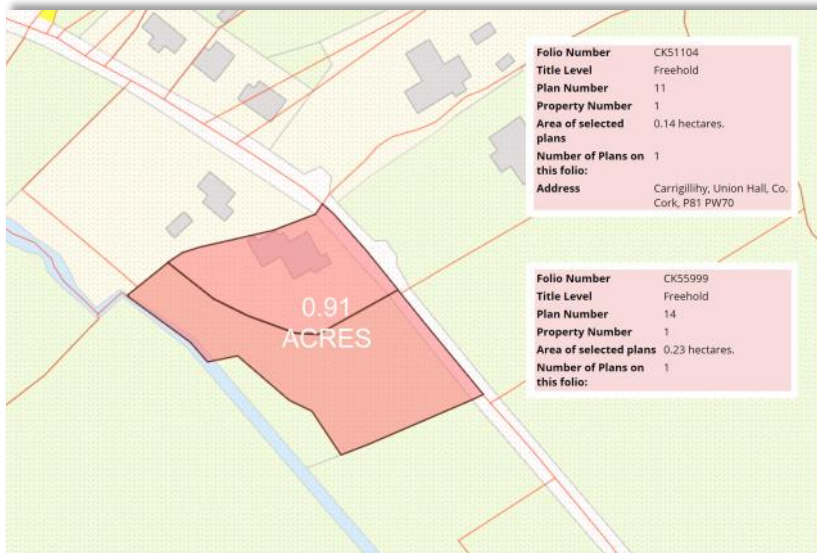 Folio Number CK51104
Title Level Freehold
Plan Number 11
Property Number 1
Area of selected 0.14 hectares.
plans
Number of Plans on 1
this folio:
Address Carrigillihy, Union Hall, Co.
Cork, P81 PW70
0.91
ACRES
Folio Number CK55999
Title Level Freehold
Plan Number 14
Property Number 1
Area of selected plans 0.23 hectares.
Number of Plans on 1
this folio: